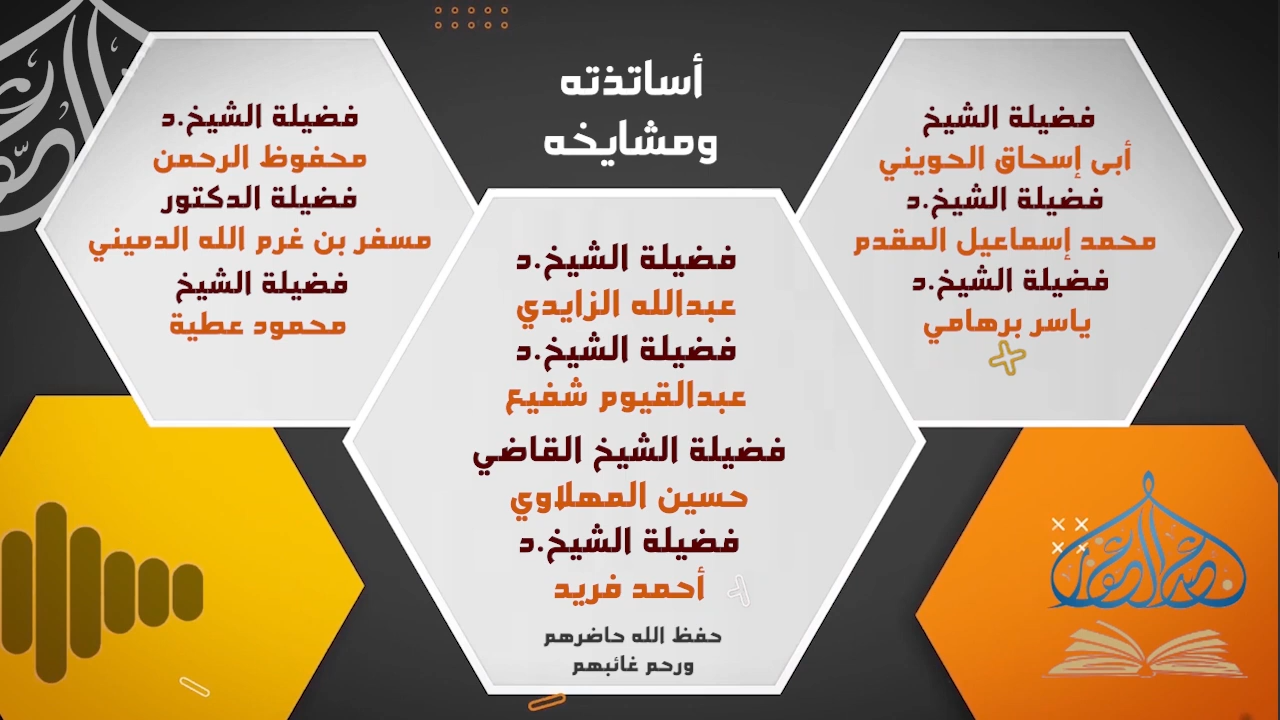 أساتذته
ومشايخه
فضيلة الشيخ
أبى إسحاق الحويني
فضيلة الشيخ.د
محمد إسماعيل المقدم
فضيلة الشيخ.د
ياسر برهامي
فضيلة الشيخ.د
عبدالله الزايدي
فضيلة الشيخ.د
عبدالقيوم شفيع
فضيلة الشيخ القاضي
حسين المهلاوي
فضيلة الشيخ.د
أحمد فريد
حفظ الله حاضرهم
ورحم غائبهم
فضيلة الشيخ.د
محفوظ الرحمن
فضيلة الدكتور
مسفر بن غرم الله الدميني
فضيلة الشيخ
محمود عطية